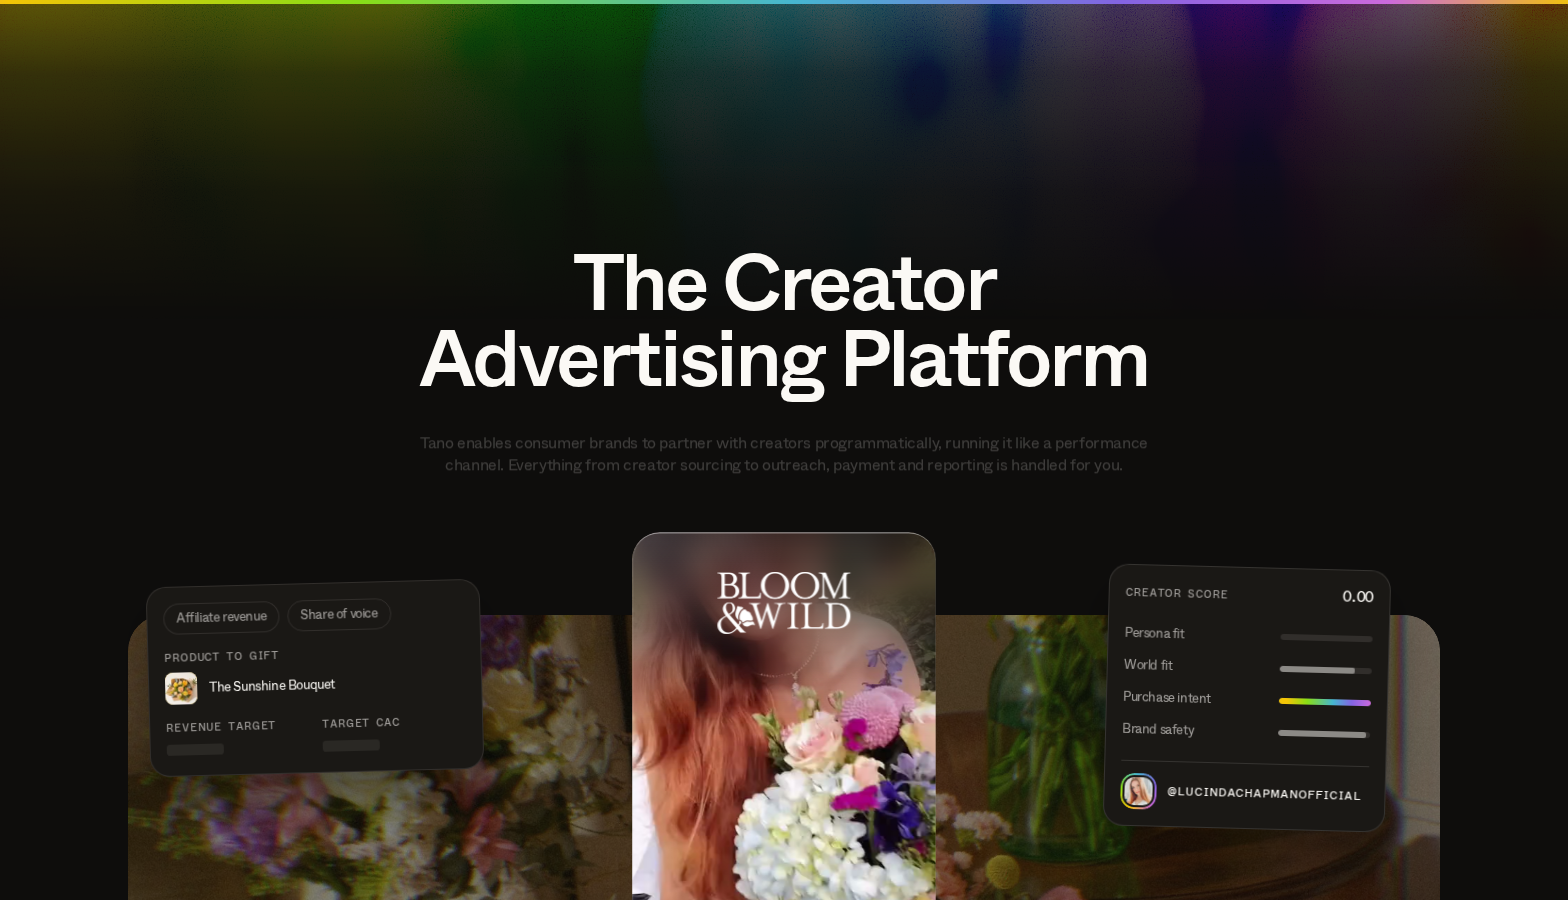 The Creator
Advertising Platform
Tano enables consumer brands to partner with creators programmatically, running it like a performance
channel. Everything from creator sourcing to outreach, payment and reporting is handled for you.
BLOOM
&WILD
Affiliate revenue
Share of voice
PRODUCT TO GIFT
The Sunshine Bouquet
REVENUE TARGET
TARGET CAC
CREATOR SCORE
0.00
Persona fit
World fit
Purchase intent
Brand safety
@LUCINDACHAPMANOFFICIAL